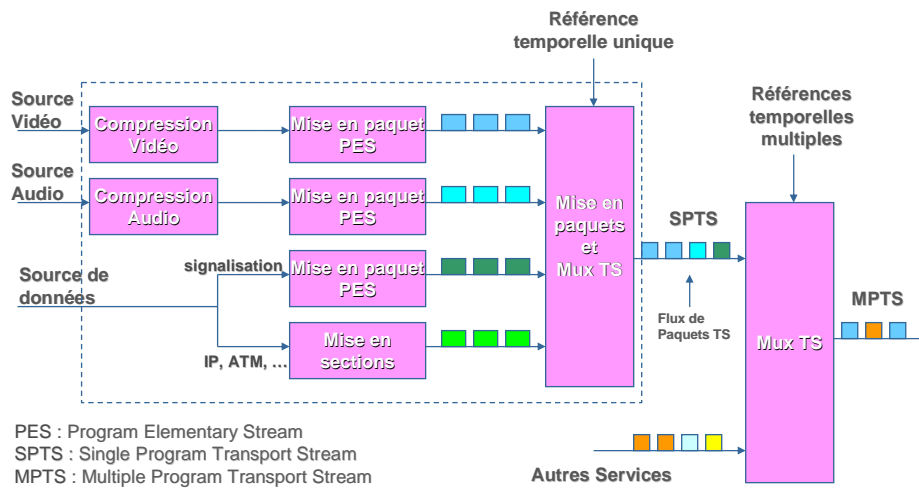 Référence
temporelle unique
Source
Vidéo
Compression
Vidéo
Mise en paquet
PES
Références
temporelles
multiples
Source
Audio
Compression
Audio
Mise en paquet
PES
Mise en
paquets
et
Mux TS
SPTS
Source de
données
signalisation
Mise en paquet
PES
Flux de
Paquets TS
Mux TS
MPTS
IP, ATM, …
Mise en
sections
PES : Program Elementary Stream
SPTS : Single Program Transport Stream
MPTS : Multiple Program Transport Stream
Autres Services